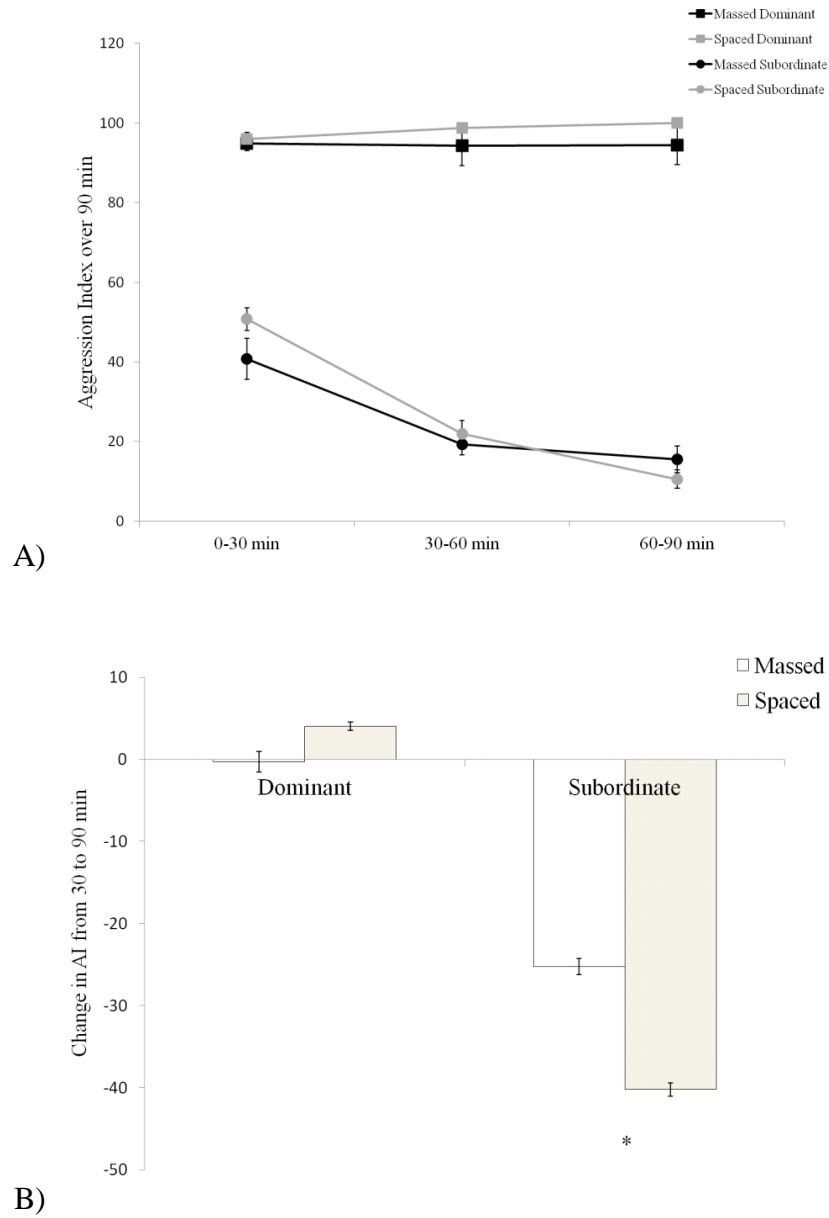 Massed Dominant
Spaced Dominant
Massed Subordinate
Spaced Subordinate
Aggression Index over 90 min
120
100
80
60
40
20
0
0-30 min
30-60 min
60-90 min
A)
Massed
Spaced
Change in AI from 30 to 90 min
10
0
-10
-20
-30
-40
-50
Dominant
Subordinate
*
B)